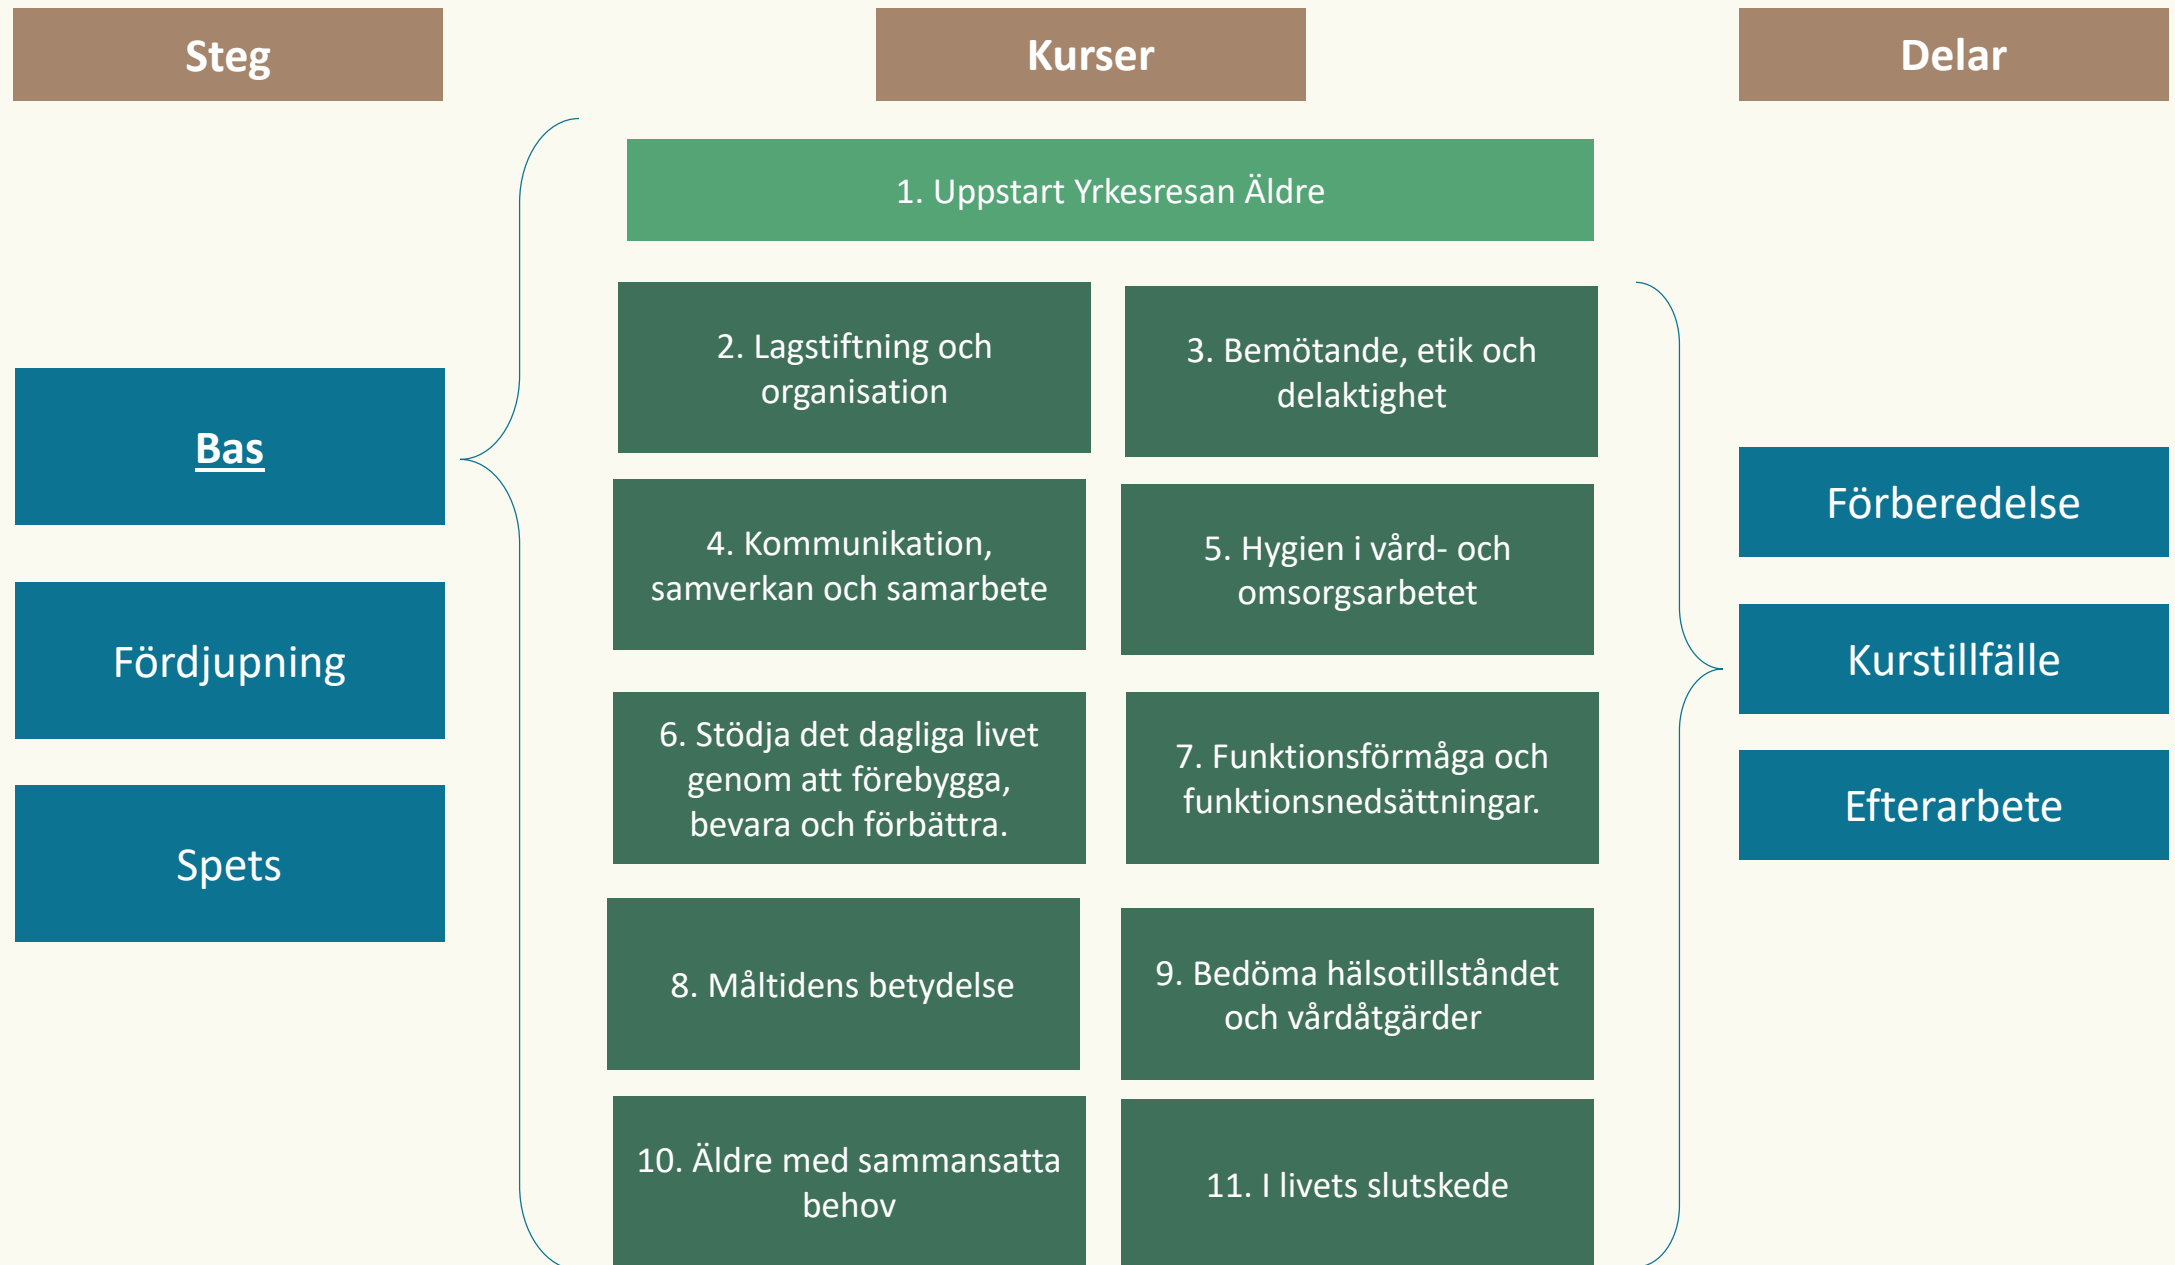 Steg
Kurser
Delar
1. Uppstart Yrkesresan Äldre
2. Lagstiftning och
organisation
3. Bemötande, etik och
delaktighet
Bas
4. Kommunikation,
samverkan och samarbete
5. Hygien i vård- och
omsorgsarbetet
Förberedelse
Fördjupning
Kurstillfälle
6. Stödja det dagliga livet
genom att förebygga,
bevara och förbättra.
7. Funktionsförmåga och
funktionsnedsättningar.
Efterarbete
Spets
8. Måltidens betydelse
9. Bedöma hälsotillståndet
och vårdåtgärder
10. Äldre med sammansatta
behov
11. I livets slutskede